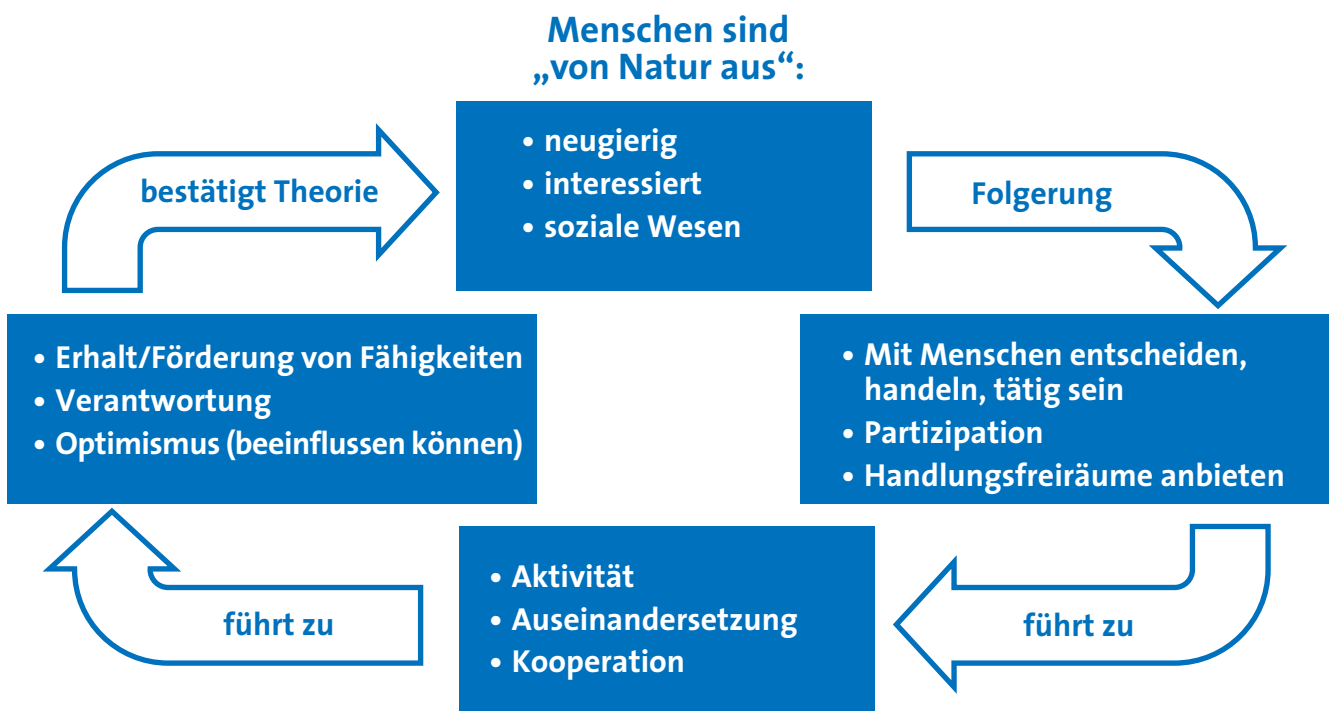 Menschen sind
„von Natur aus“:
• neugierig
• interessiert
• soziale Wesen
bestätigt Theorie
Folgerung
• Mit Menschen entscheiden,
handeln, tätig sein
• Partizipation
• Handlungsfreiräume anbieten
führt zu
• Aktivität
• Auseinandersetzung
• Kooperation
führt zu
• Erhalt/Förderung von Fähigkeiten
• Verantwortung
• Optimismus (beeinflussen können)